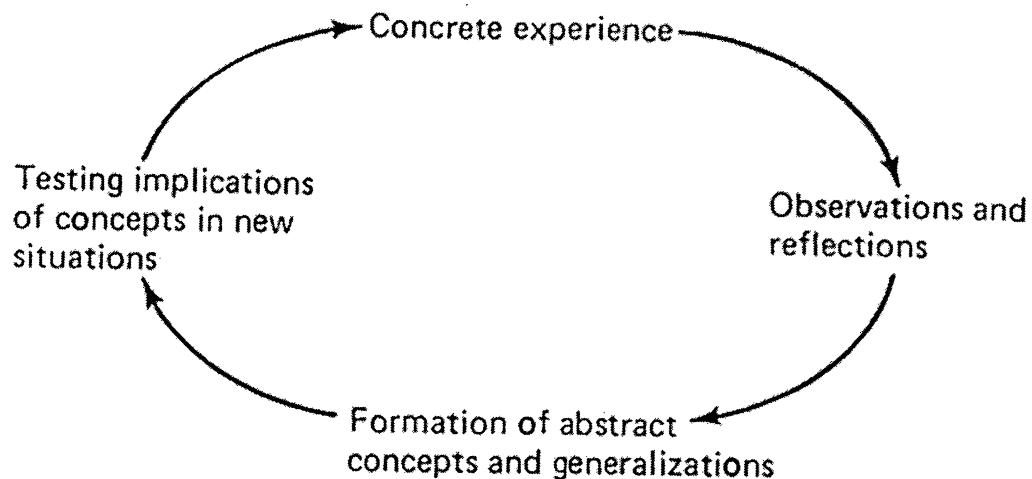 Concrete experience
Observations and
reflections
Formation of abstract
concepts and generalizations
Testing implications
of concepts in new
situations